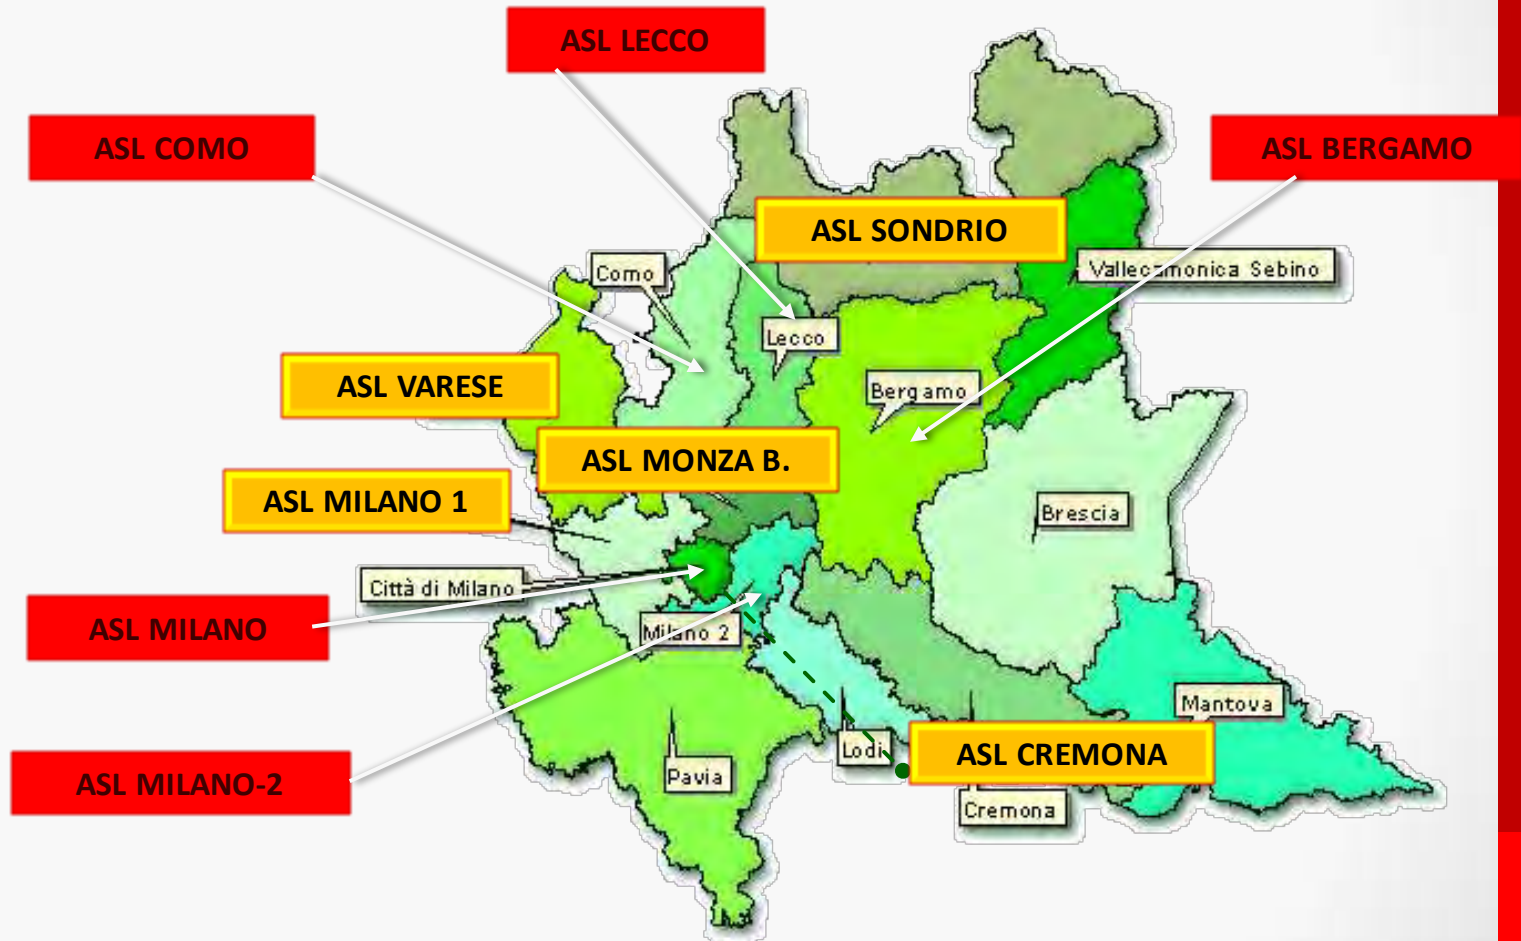 ASL LECCO
ASL COMO
ASL BERGAMO
ASL SONDRIO
Como
Vallecamonica Sebino
Lecco
ASL VARESE
Bergamo
ASL MONZA B.
ASL MILANO 1
Brescia
Città di Milano
ASL MILANO
Milano 2
Mantova
Lodi
ASL CREMONA
Pavia
ASL MILANO-2
Cremona